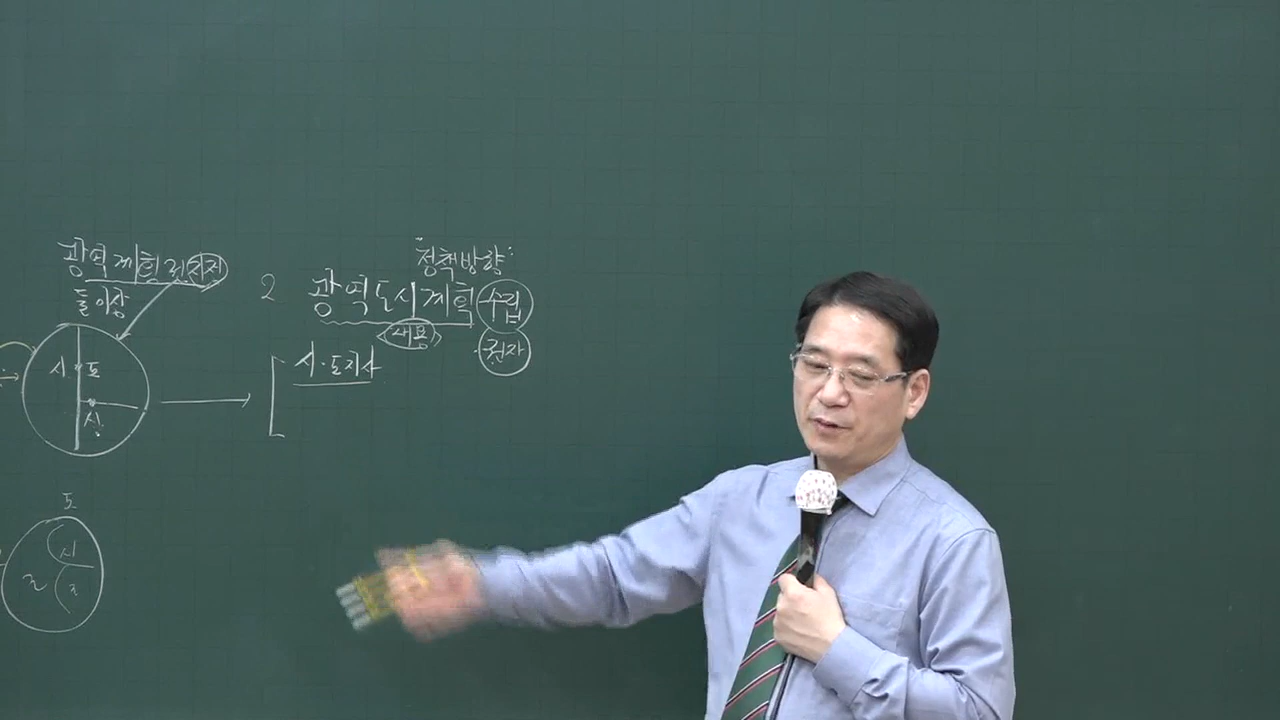 광역계획권 지정
둘 이상
시·도
시
2 광역도시계획 수립
"정책방향"
<내용>
권자
시·도지사
도
시